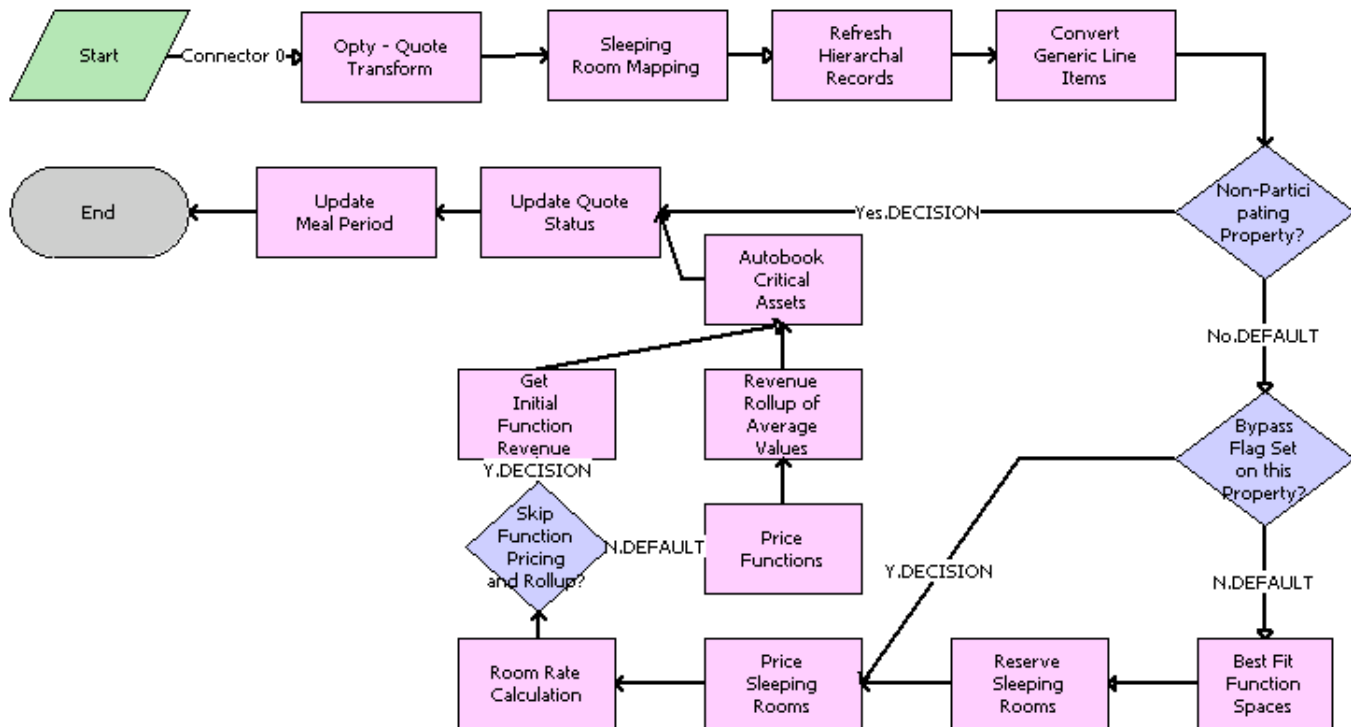 Start
Connector 0
Opty - Quote
Transform
Sleeping
Room Mapping
Refresh
Hierarchal
Records
Convert
Generic Line
Items
End
Update
Meal Period
Update Quote
Status
Yes.DECISION
Non-Partici
pating
Property?
Autobook
Critical
Assets
No.DEFAULT
Get
Initial
Function
Revenue
Revenue
Rollup of
Average
Values
Bypass
Flag Set
on this
Property?
Y.DECISION
Skip
Function
Pricing
and Rollup?
N.DEFAULT
Price
Functions
Y.DECISION
N.DEFAULT
Room Rate
Calculation
Price
Sleeping
Rooms
Reserve
Sleeping
Rooms
Best Fit
Function
Spaces